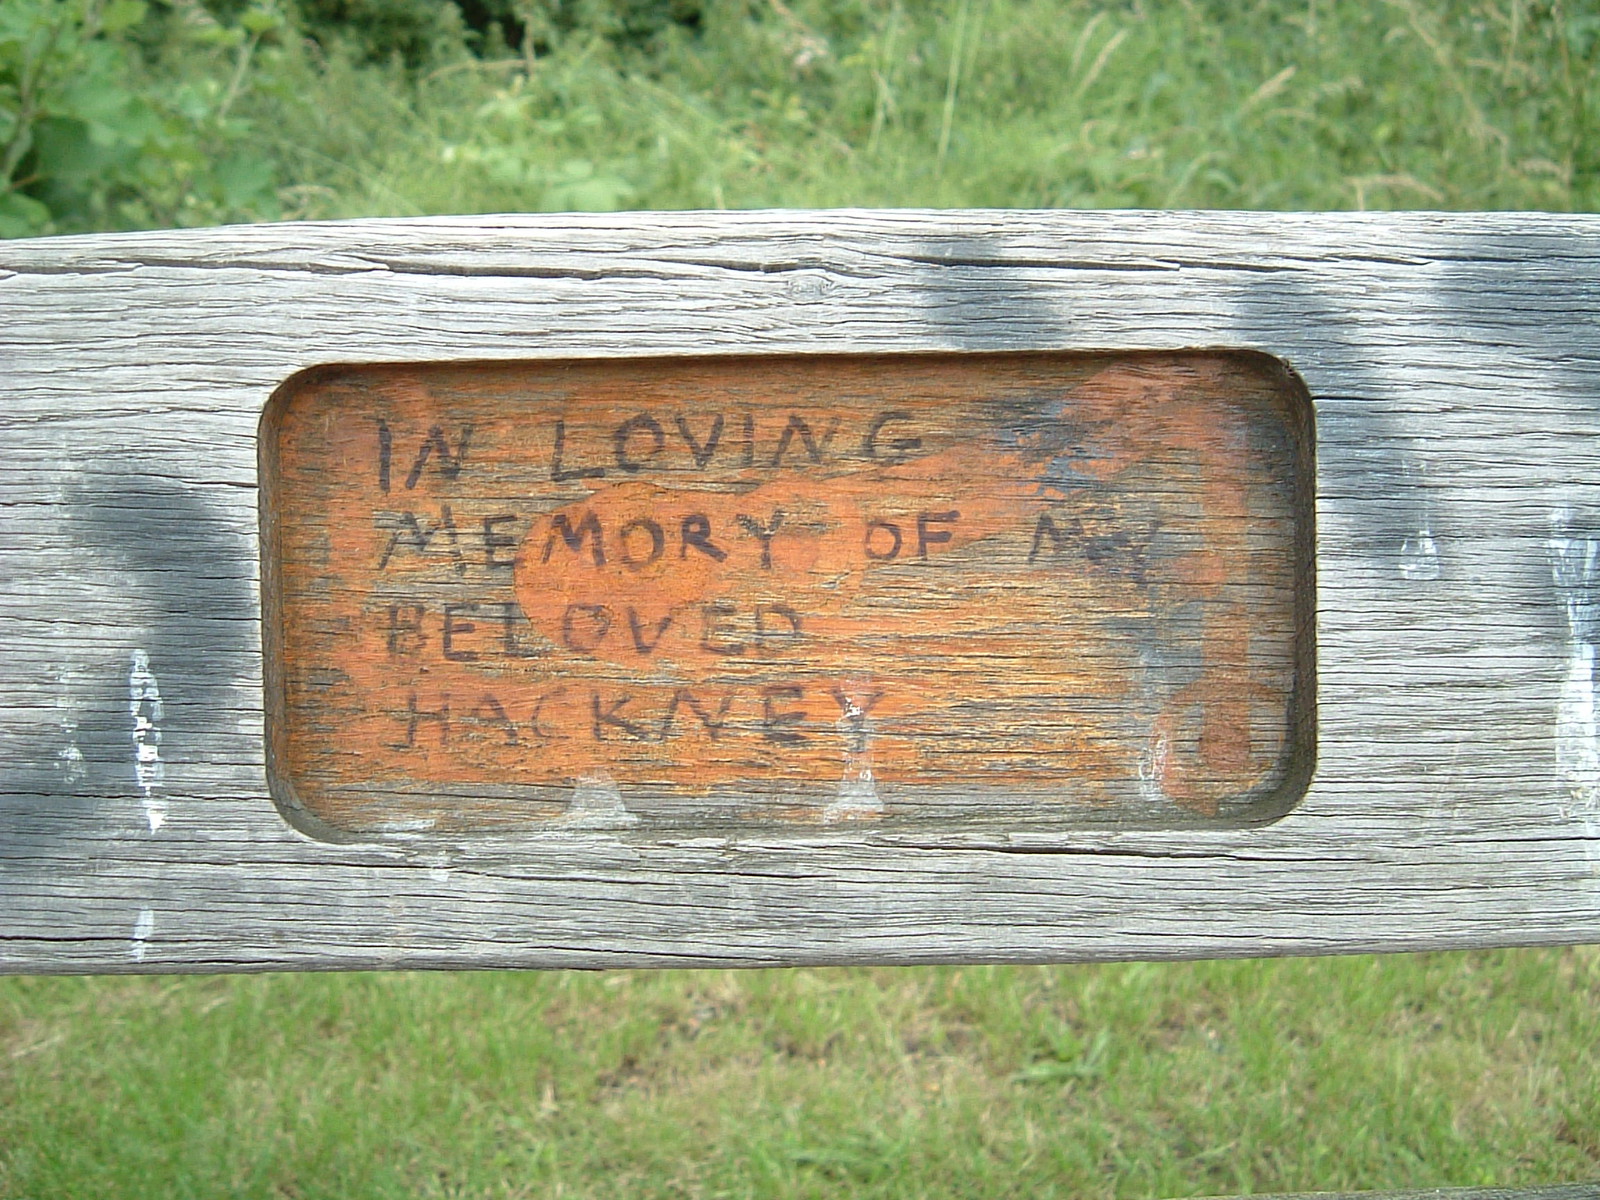 IN LOVING
MEMORY OF MY
BELOVED
HACKNEY